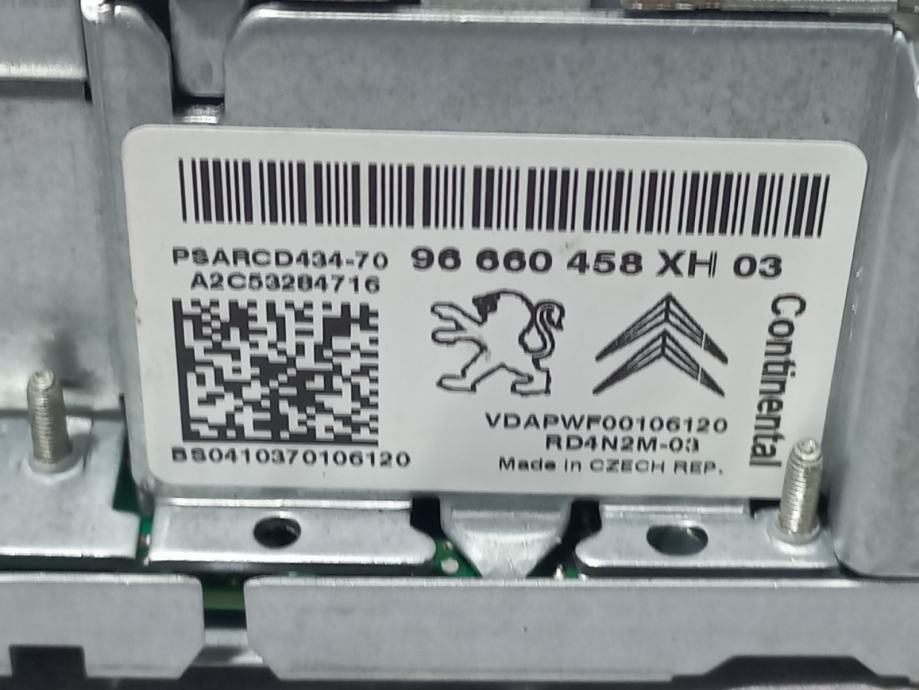 PSARCD434-70
A2C53284716
96 660 458 XH 03
Continental
VDAPWF00106120
RD4N2M-03
Made in CZECH REP.
BS0410370106120